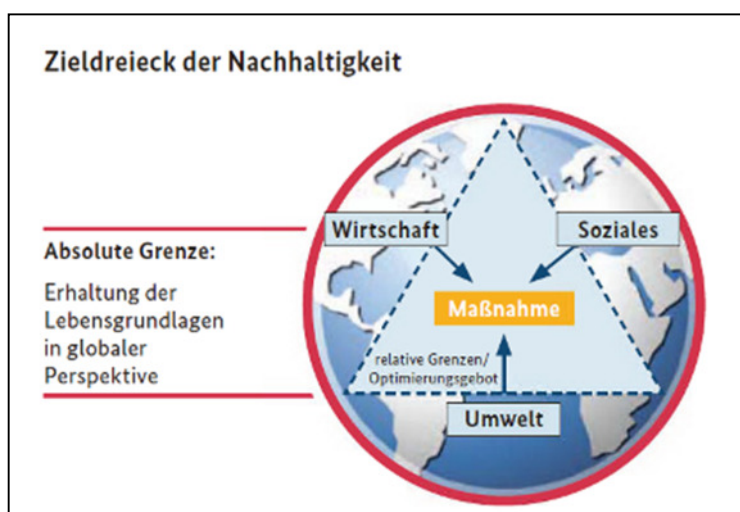 Zieldreieck der Nachhaltigkeit
Absolute Grenze:
Erhaltung der
Lebensgrundlagen
in globaler
Perspektive
Wirtschaft
Soziales
Maßnahme
relative Grenzen/
Optimierungsgebot
Umwelt